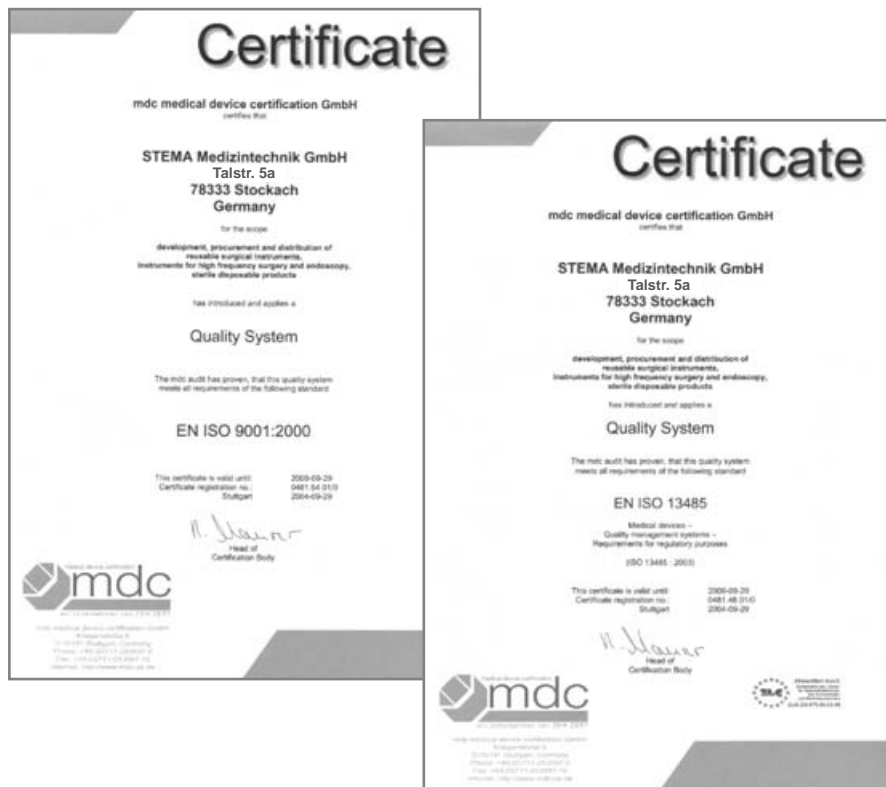 Certificate
mdc medical device certification GmbH
certifies that
STEMA Medizintechnik GmbH
Talstr. 5a
78333 Stockach
Germany
for the scope
development, procurement and distribution of
reusable surgical instruments,
instruments for high frequency surgery and endoscopy,
sterile disposable products
has introduced and applies a
Quality System
The mdc audit has proven, that this quality system
meets all requirements of the following standard
EN ISO 9001:2000
This certificate is valid until: 2009-09-29
Certificate registration no.:
Stuttgart 2004-09-29
Head of
Certification Body
mdc
Certificate
mdc medical device certification GmbH
certifies that
STEMA Medizintechnik GmbH
Talstr. 5a
78333 Stockach
Germany
for the scope
development, procurement and distribution of
reusable surgical instruments,
instruments for high frequency surgery and endoscopy,
sterile disposable products
has introduced and applies a
Quality System
The mdc audit has proven, that this quality system
meets all requirements of the following standard
EN ISO 13485
Medical devices –
Quality management systems –
Requirements for regulatory purposes
(ISO 13485 : 2003)
This certificate is valid until:
Certificate registration no.:
Stuttgart 2004-09-29
Head of
Certification Body
mdc